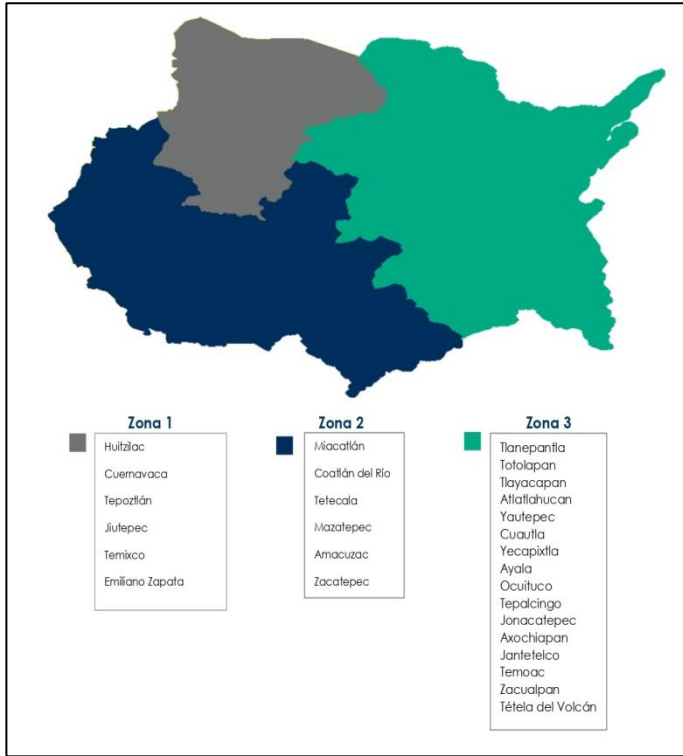 Zona 1
Huitzilac
Cuernavaca
Tepoztlán
Jiutepec
Temixco
Emiliano Zapata
Zona 2
Miacatlán
Coatlán del Río
Tetecala
Mazatepec
Amacuzac
Zacatepec
Zona 3
Tlanepantla
Totolapan
Tlayacapan
Atlatlahucan
Yautepec
Cuautla
Yecapixtla
Ayala
Ocuituco
Tepalcingo
Jonacatepec
Axochiapan
Jantetelco
Temoac
Zacualpan
Tétela del Volcán